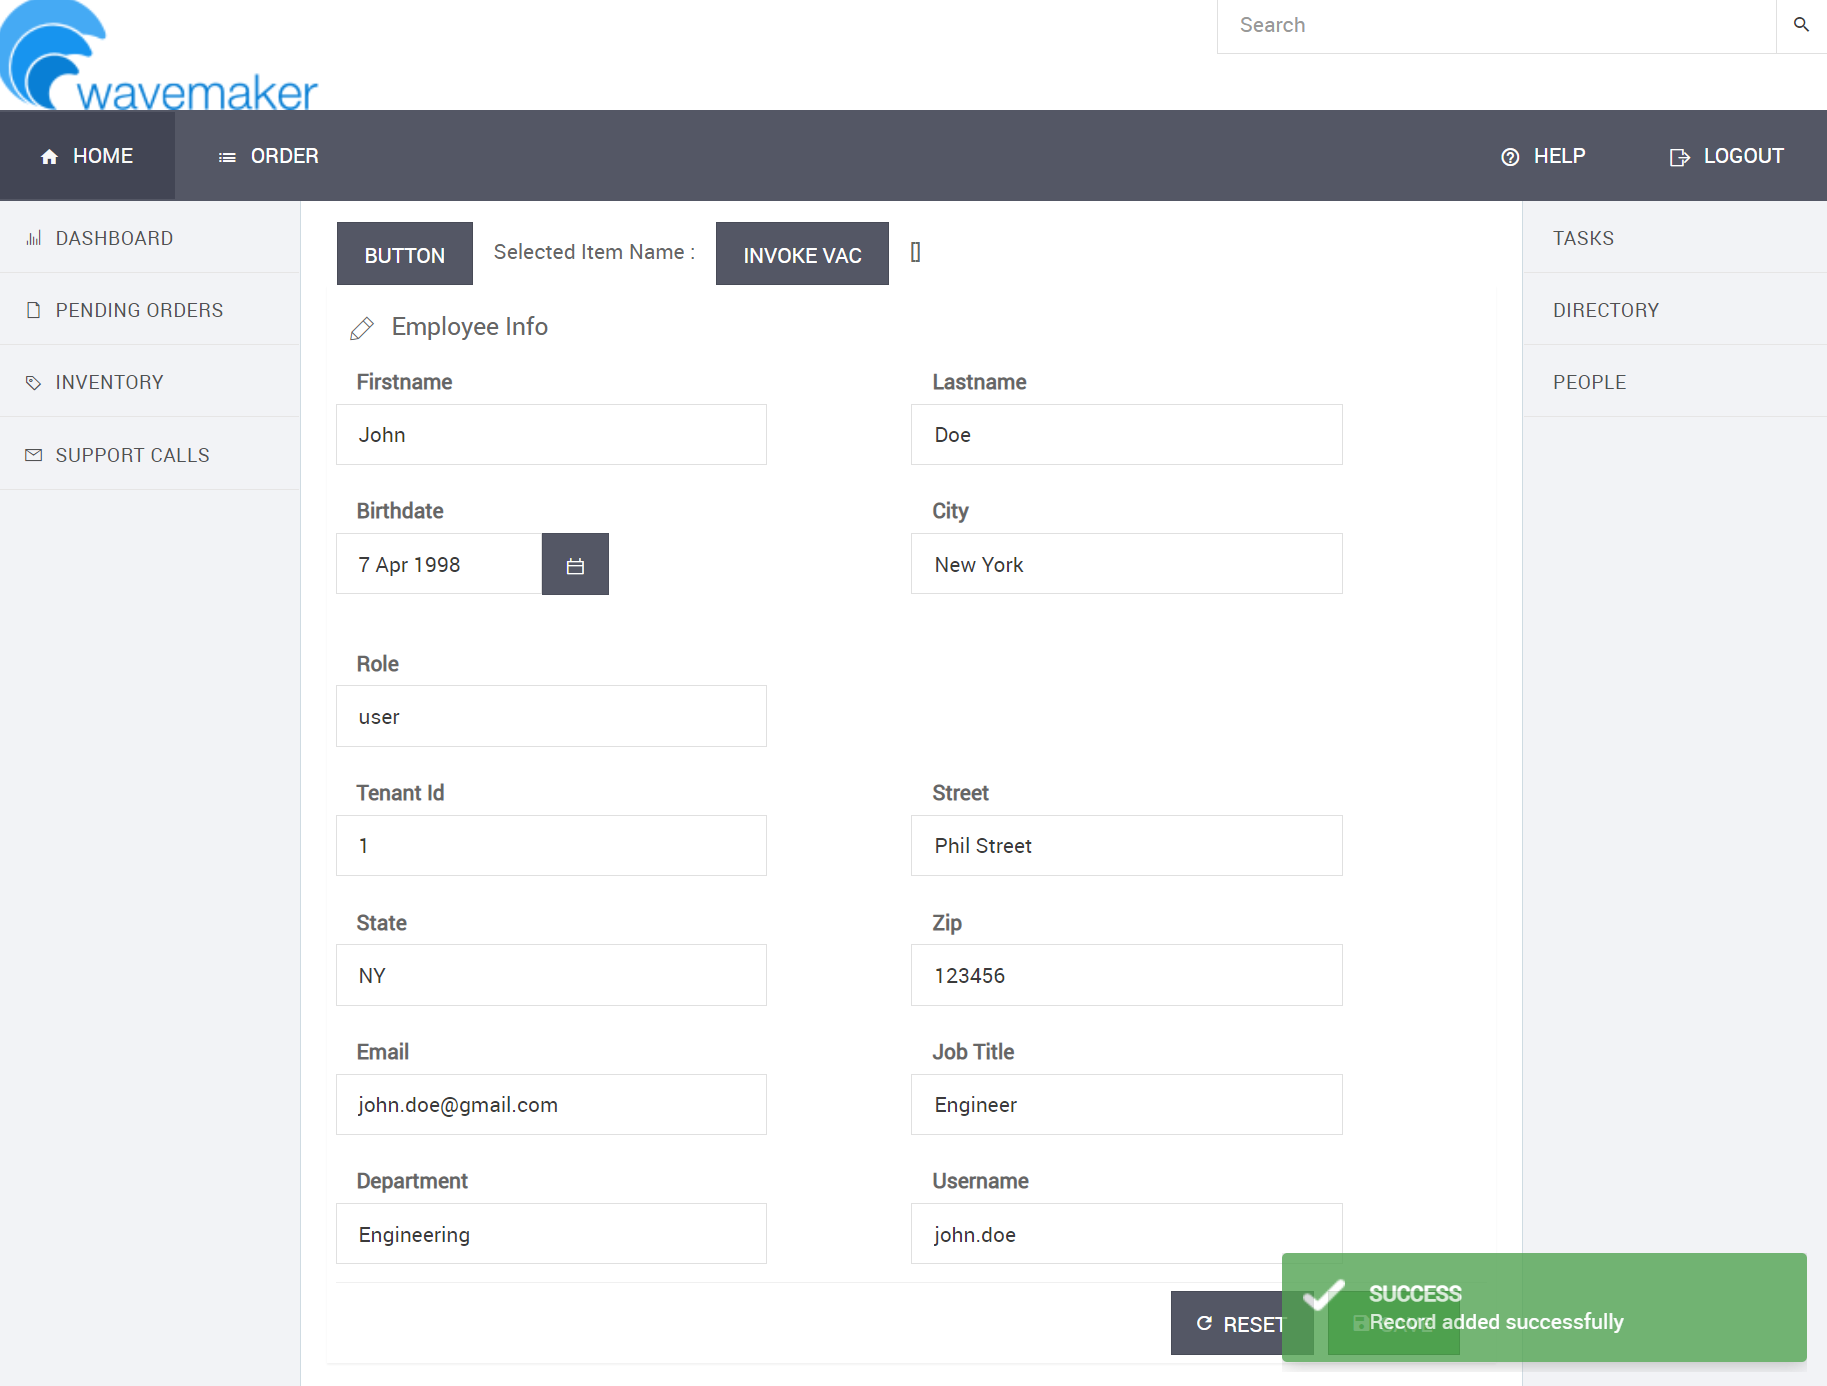 wavemaker
Search
HOME
ORDER
HELP
LOGOUT
DASHBOARD
PENDING ORDERS
INVENTORY
SUPPORT CALLS
BUTTON
Selected Item Name :
INVOKE VAC
TASKS
DIRECTORY
PEOPLE
Employee Info
Firstname
Lastname
John
Doe
Birthdate
City
7 Apr 1998
New York
Role
user
Tenant Id
Street
1
Phil Street
State
Zip
NY
123456
Email
Job Title
john.doe@gmail.com
Engineer
Department
Username
Engineering
john.doe
RESET
SUCCESS
Record added successfully